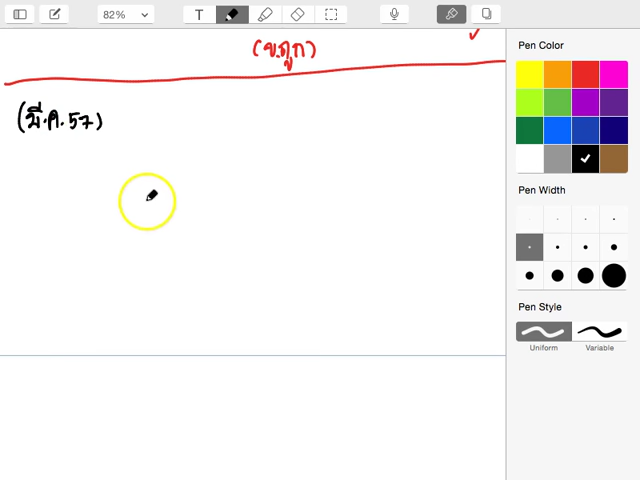 82%
T
(ข.ถูก)
(มี.ค.57)
Pen Color
Pen Width
Pen Style
Uniform
Variable